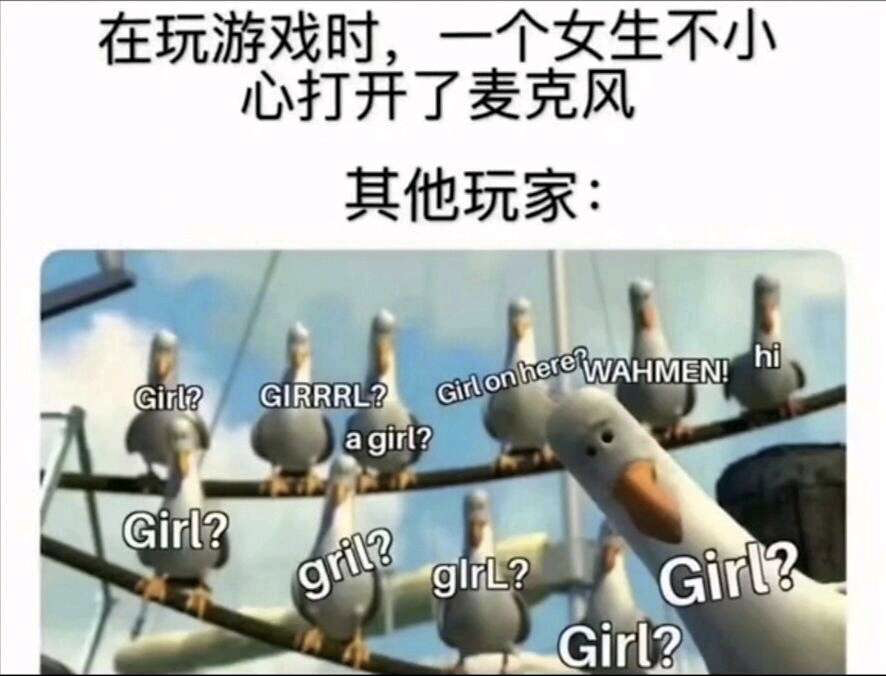 在玩游戏时，一个女生不小
心打开了麦克风
其他玩家：
Girl?
GIRRRL?
a girl?
Girl on here?
WAHMEN!
hi
Girl?
gril?
gIrL?
Girl?
Girl?